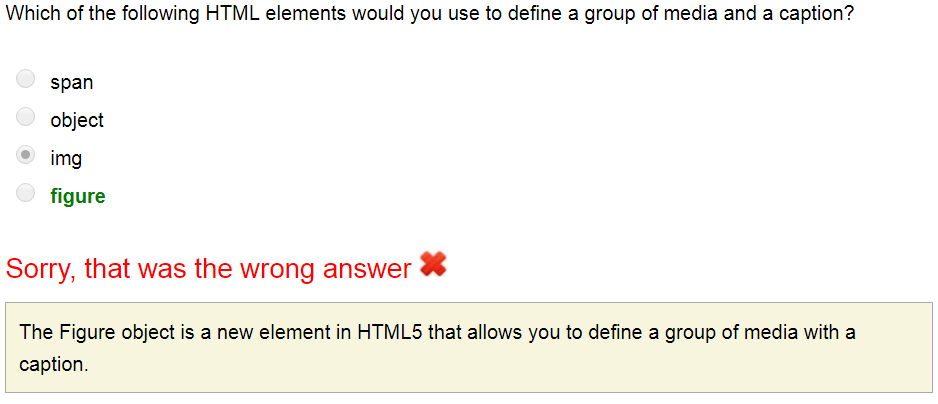 Which of the following HTML elements would you use to define a group of media and a caption?
span
object
img
figure
Sorry, that was the wrong answer
The Figure object is a new element in HTML5 that allows you to define a group of media with a
caption.